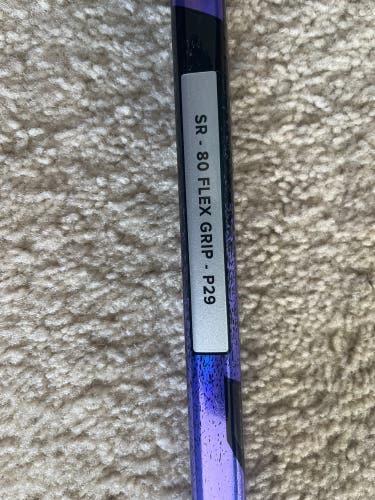 SR - 80 FLEX GRIP - P29